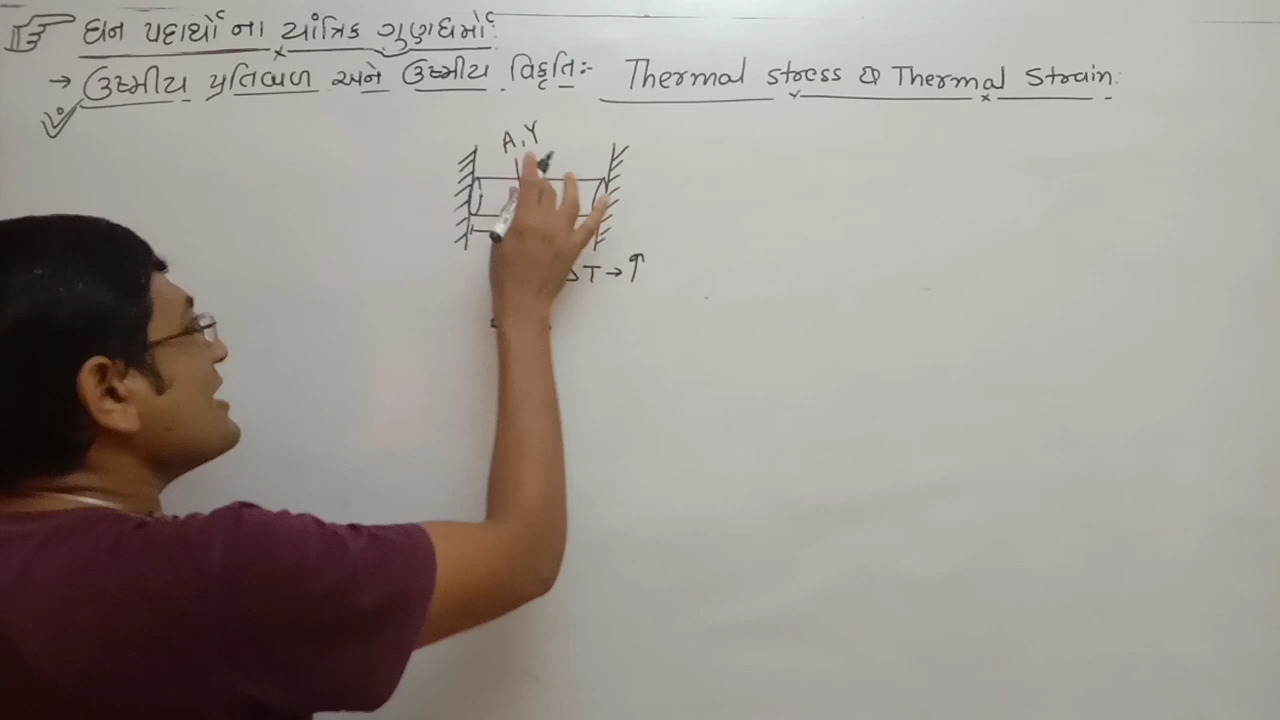 ઘન પદાર્થોના યાંત્રિક ગુણધર્મો:
→ ઉષ્મીય પ્રતિબળ અને ઉષ્મીય વિકૃતિ:- Thermal stress & Thermal Strain:
A, Y
ΔT → ↑